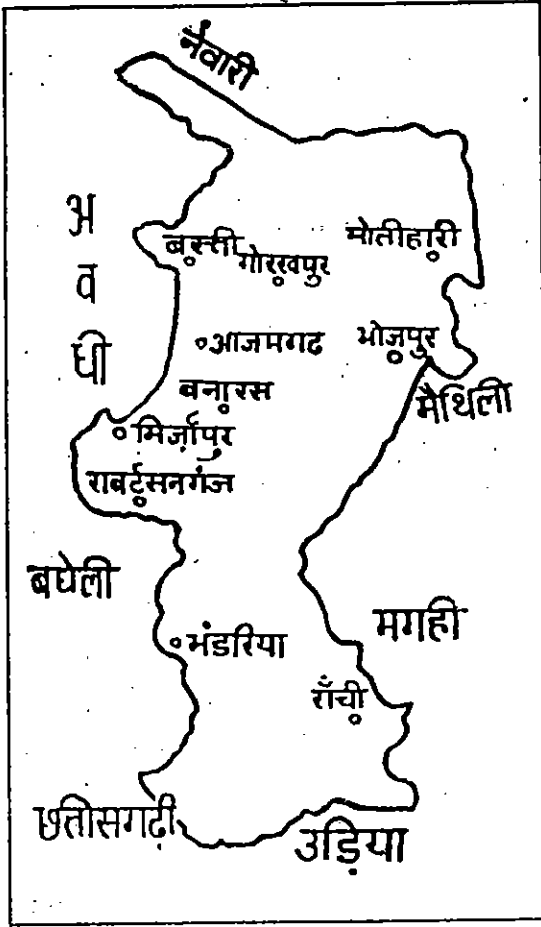 नेवारी
अ
व
धी
बस्ती
गोरखपुर
मोतीहारी
आजमगढ
भोजपुर
बनारस
मैथिली
मिर्ज़ापुर
राबर्ट्सनगंज
बघेली
मगही
भंडरिया
राँची
छत्तीसगढ़ी
उड़िया